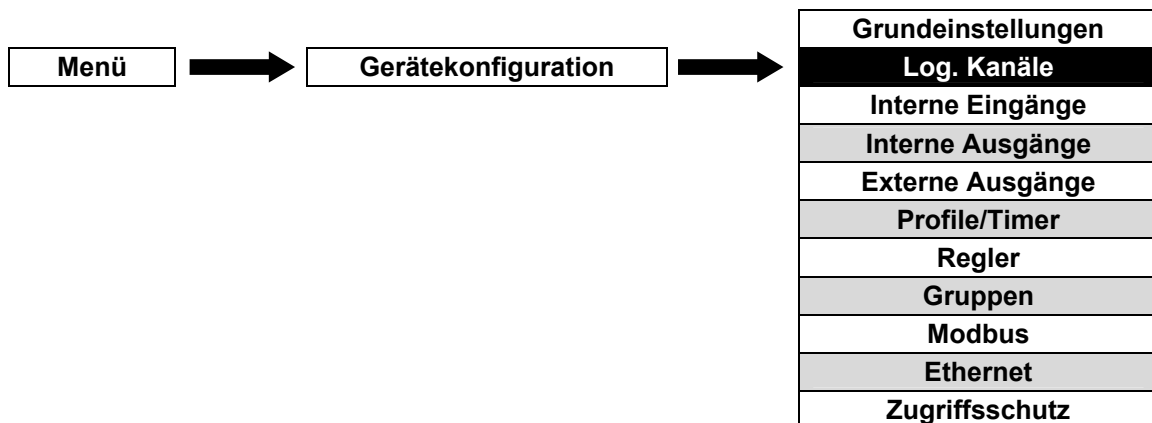 Menü
Gerätekonfiguration
Grundeinstellungen
Log. Kanäle
Interne Eingänge
Interne Ausgänge
Externe Ausgänge
Profile/Timer
Regler
Gruppen
Modbus
Ethernet
Zugriffsschutz